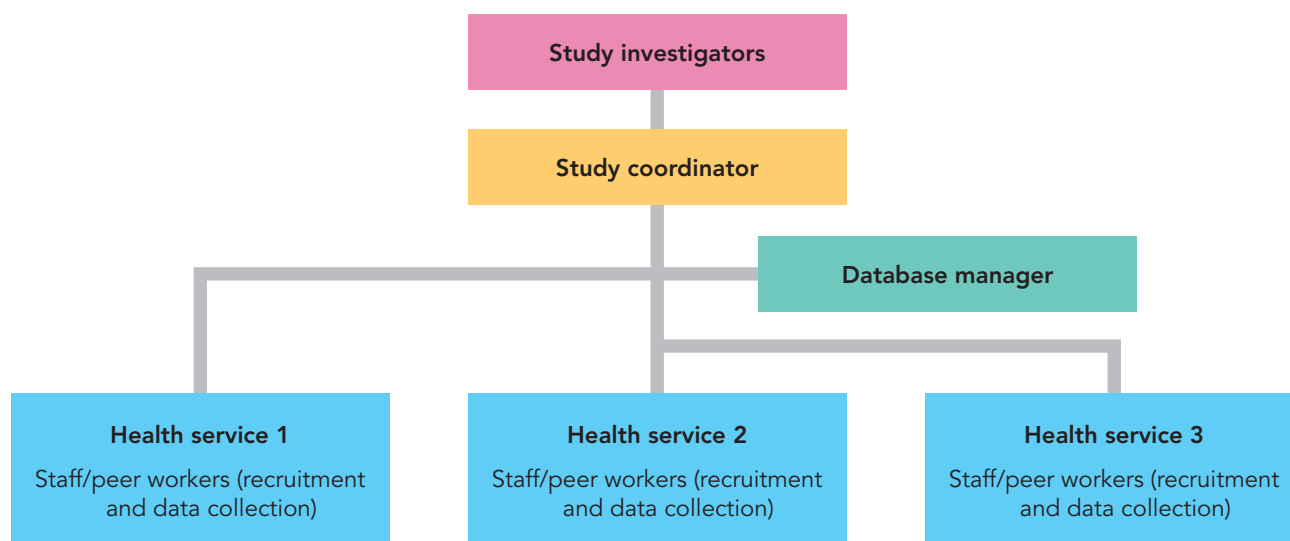 Study investigators
Study coordinator
Database manager
Health service 1
Staff/peer workers (recruitment
and data collection)
Health service 2
Staff/peer workers (recruitment
and data collection)
Health service 3
Staff/peer workers (recruitment
and data collection)